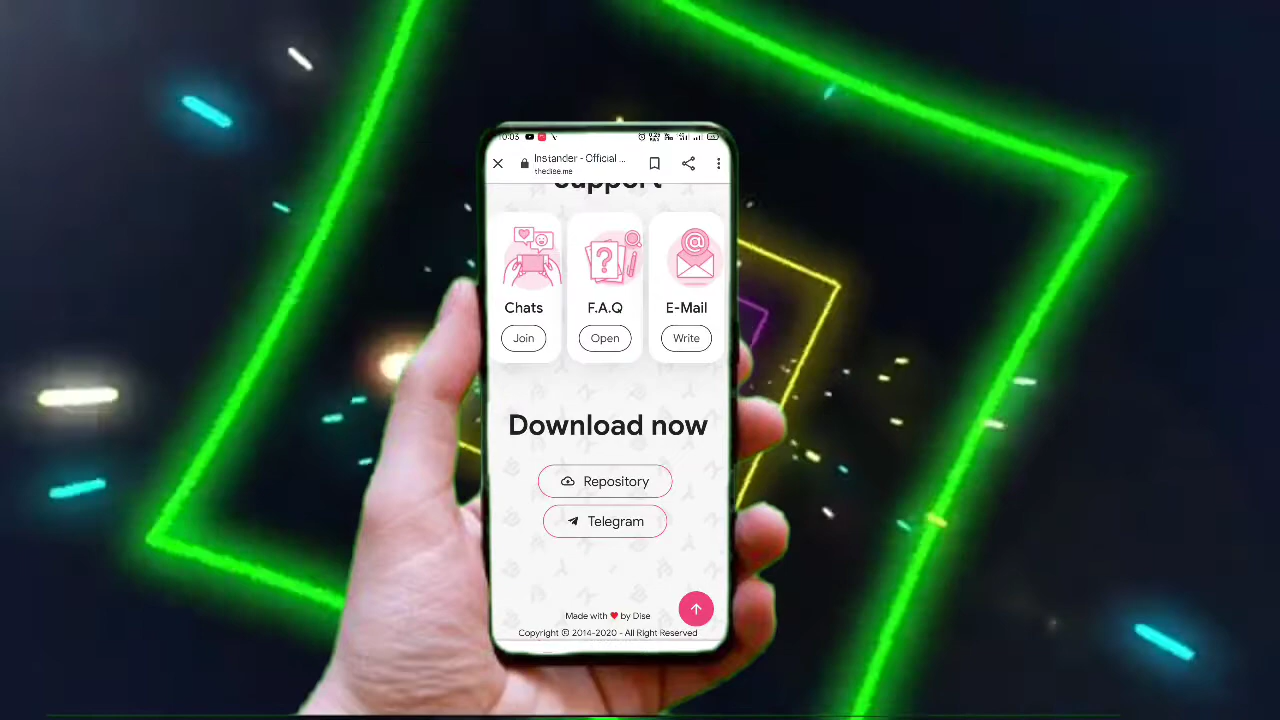 Instander - Official ...
thedise.me
Support
Chats
F.A.Q
E-Mail
Join
Open
Write
Download now
Repository
Telegram
Made with ❤ by Dise
Copyright © 2014-2020 - All Right Reserved